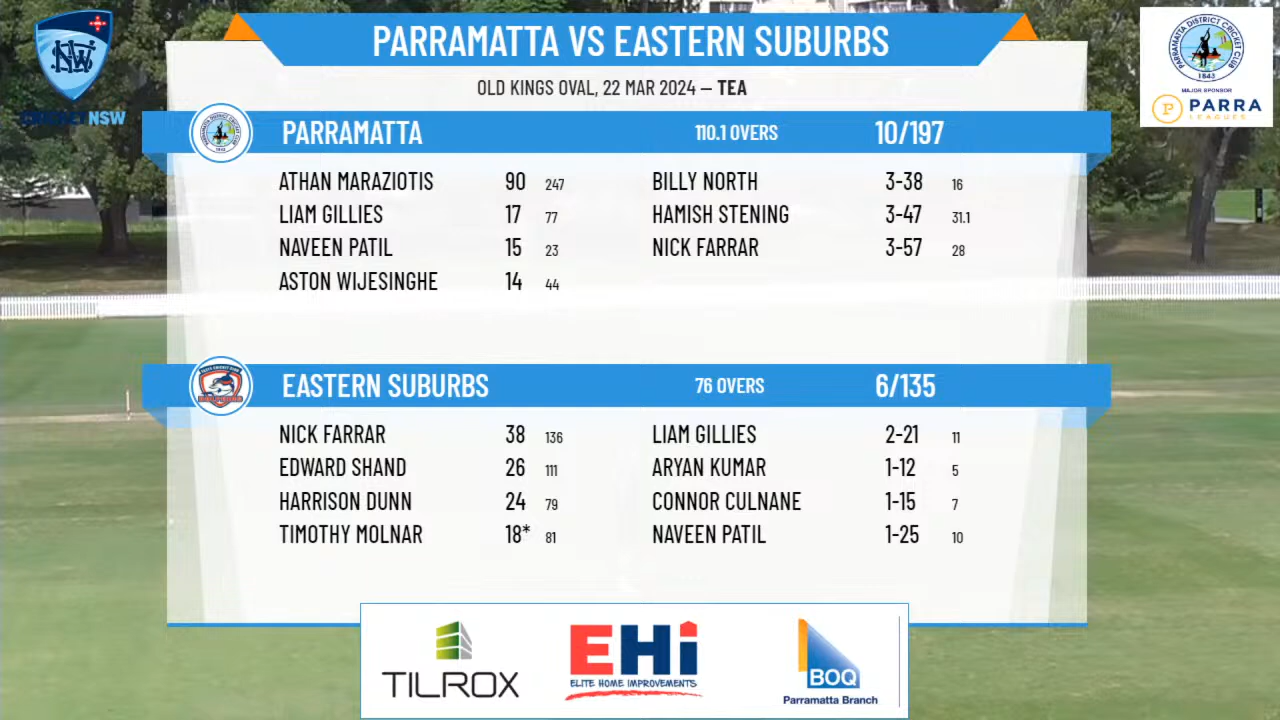 PARRAMATTA VS EASTERN SUBURBS
OLD KINGS OVAL, 22 MAR 2024 – TEA
CRICKET NSW
PARRAMATTA DISTRICT CRICKET CLUB
1843
MAJOR SPONSOR
P PARRA
LEAGUES
PARRAMATTA 110.1 OVERS 10/197
ATHAN MARAZIOTIS 90 247 BILLY NORTH 3-38 16
LIAM GILLIES 17 77 HAMISH STENING 3-47 31.1
NAVEEN PATIL 15 23 NICK FARRAR 3-57 28
ASTON WIJESINGHE 14 44
EASTERN SUBURBS 76 OVERS 6/135
NICK FARRAR 38 136 LIAM GILLIES 2-21 11
EDWARD SHAND 26 111 ARYAN KUMAR 1-12 5
HARRISON DUNN 24 79 CONNOR CULNANE 1-15 7
TIMOTHY MOLNAR 18* 81 NAVEEN PATIL 1-25 10
TILROX
EHi
ELITE HOME IMPROVEMENTS
BOQ
Parramatta Branch